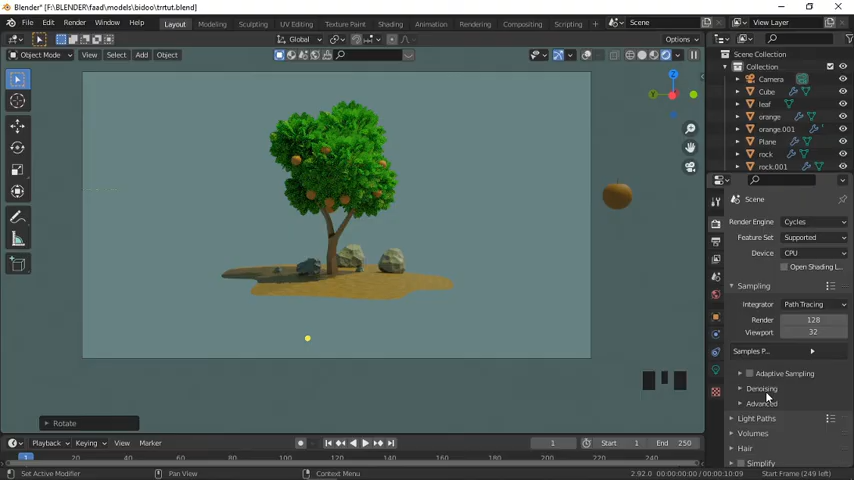 Blender* [F:\BLENDER\faad\models\bidoo\trrtut.blend]
File Edit Render Window Help Layout Modeling Sculpting UV Editing Texture Paint Shading Animation Rendering Compositing Scripting + Scene View Layer
Global Options
Object Mode View Select Add Object
Scene Collection
Collection
Camera
Cube
leaf
orange
orange.001
Plane
rock
rock.001
Scene
Render Engine Cycles
Feature Set Supported
Device CPU
Open Shading L...
Sampling
Integrator Path Tracing
Render 128
Viewport 32
Samples P...
Adaptive Sampling
Denoising
Advanced
Light Paths
Volumes
Hair
Simplify
Z
Y
Rotate
Playback Keying View Marker 1 Start 1 End 250
1 20 40 60 80 100 120 140 160 180 200 220 240
Set Active Modifier Pan View Context Menu 2.92.0 00:00:00:00 / 00:00:10:09 Start Frame (249 left)